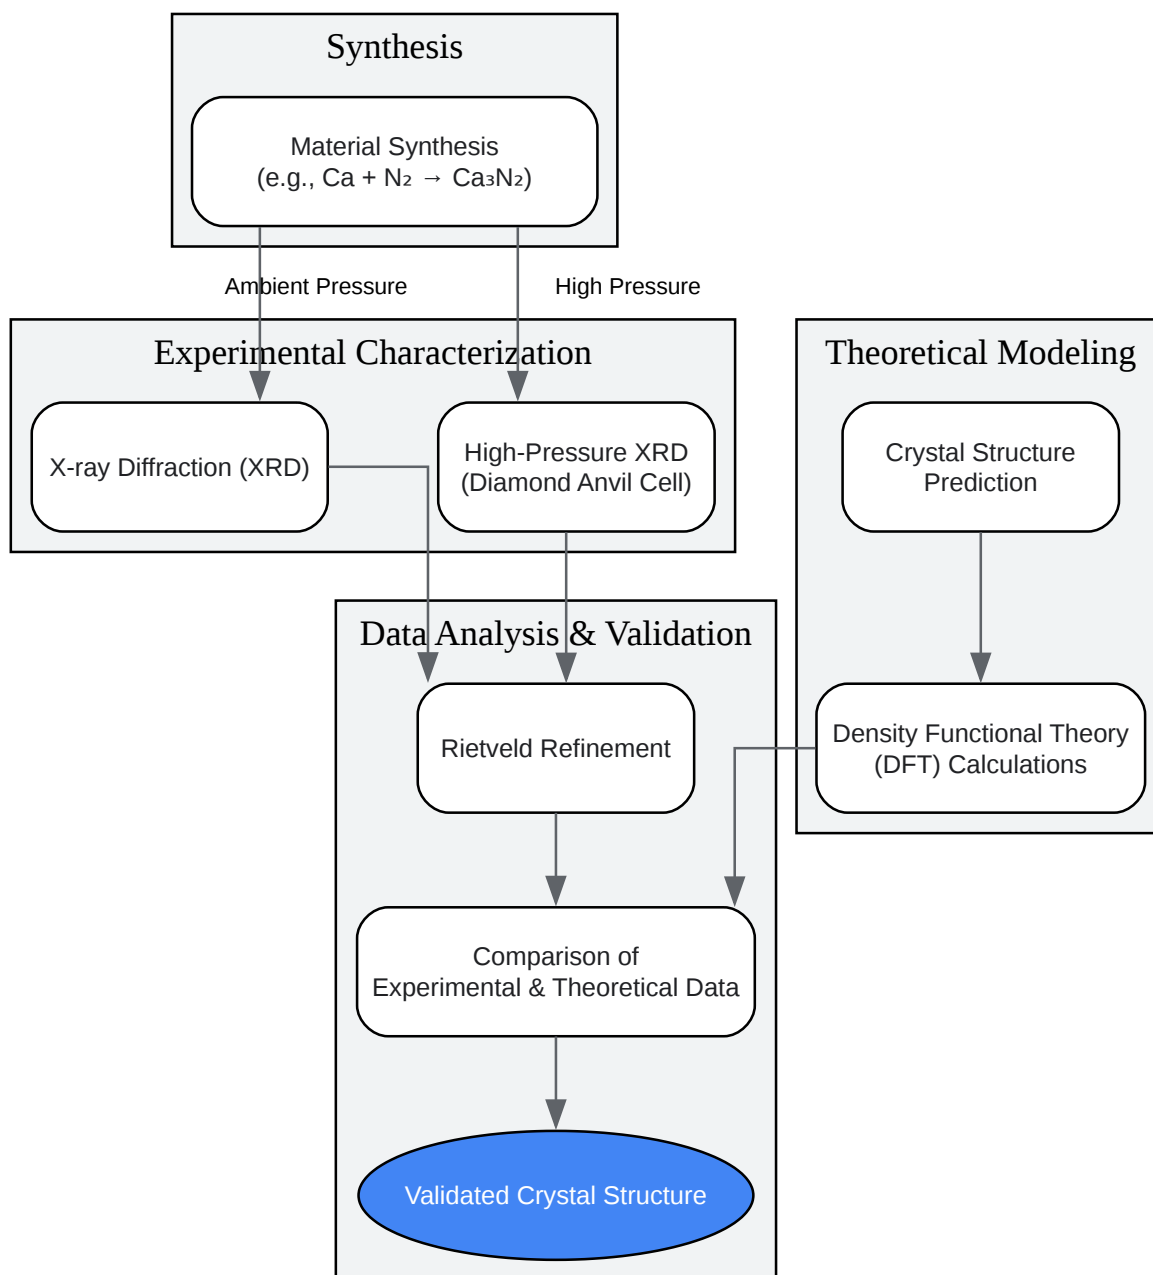 Synthesis
Material Synthesis
(e.g., Ca + N₂ → Ca₃N₂)
Ambient Pressure
High Pressure
Experimental Characterization
Theoretical Modeling
X-ray Diffraction (XRD)
High-Pressure XRD
(Diamond Anvil Cell)
Crystal Structure
Prediction
Data Analysis & Validation
Rietveld Refinement
Density Functional Theory
(DFT) Calculations
Comparison of
Experimental & Theoretical Data
Validated Crystal Structure